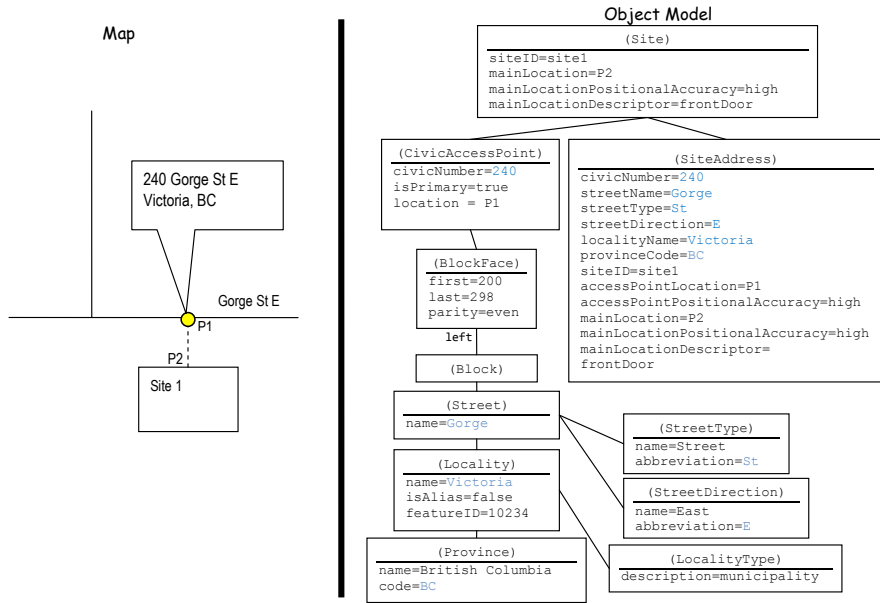 Map
240 Gorge St E
Victoria, BC
Gorge St E
P1
P2
Site 1
Object Model
(Site)
siteID=site1
mainLocation=P2
mainLocationPositionalAccuracy=high
mainLocationDescriptor=frontDoor
(CivicAccessPoint)
civicNumber=240
isPrimary=true
location = P1
(SiteAddress)
civicNumber=240
streetName=Gorge
streetType=St
streetDirection=E
localityName=Victoria
provinceCode=BC
siteID=site1
accessPointLocation=P1
accessPointPositionalAccuracy=high
mainLocation=P2
mainLocationPositionalAccuracy=high
mainLocationDescriptor=
frontDoor
(BlockFace)
first=200
last=298
parity=even
left
(Block)
(Street)
name=Gorge
(StreetType)
name=Street
abbreviation=St
(Locality)
name=Victoria
isAlias=false
featureID=10234
(StreetDirection)
name=East
abbreviation=E
(Province)
name=British Columbia
code=BC
(LocalityType)
description=municipality